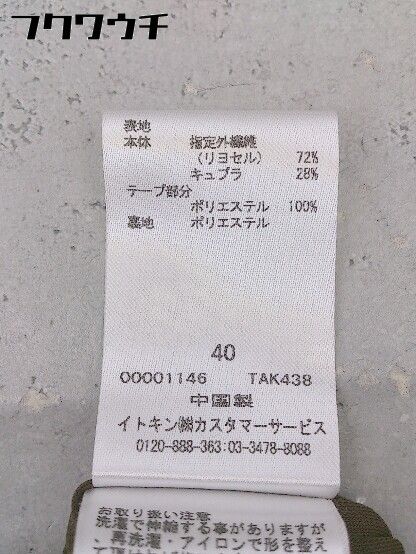 フクワウチ
表地
本体 指定外繊維
(リヨセル) 72%
キュプラ 28%
テープ部分
ポリエステル 100%
裏地 ポリエステル
40
00001146 TAK438
中国製
イトキン㈱カスタマーサービス
0120-888-363:03-3478-8088
お取り扱い注意
洗濯で伸縮する事がありますが
、再洗濯・アイロンで形を整え